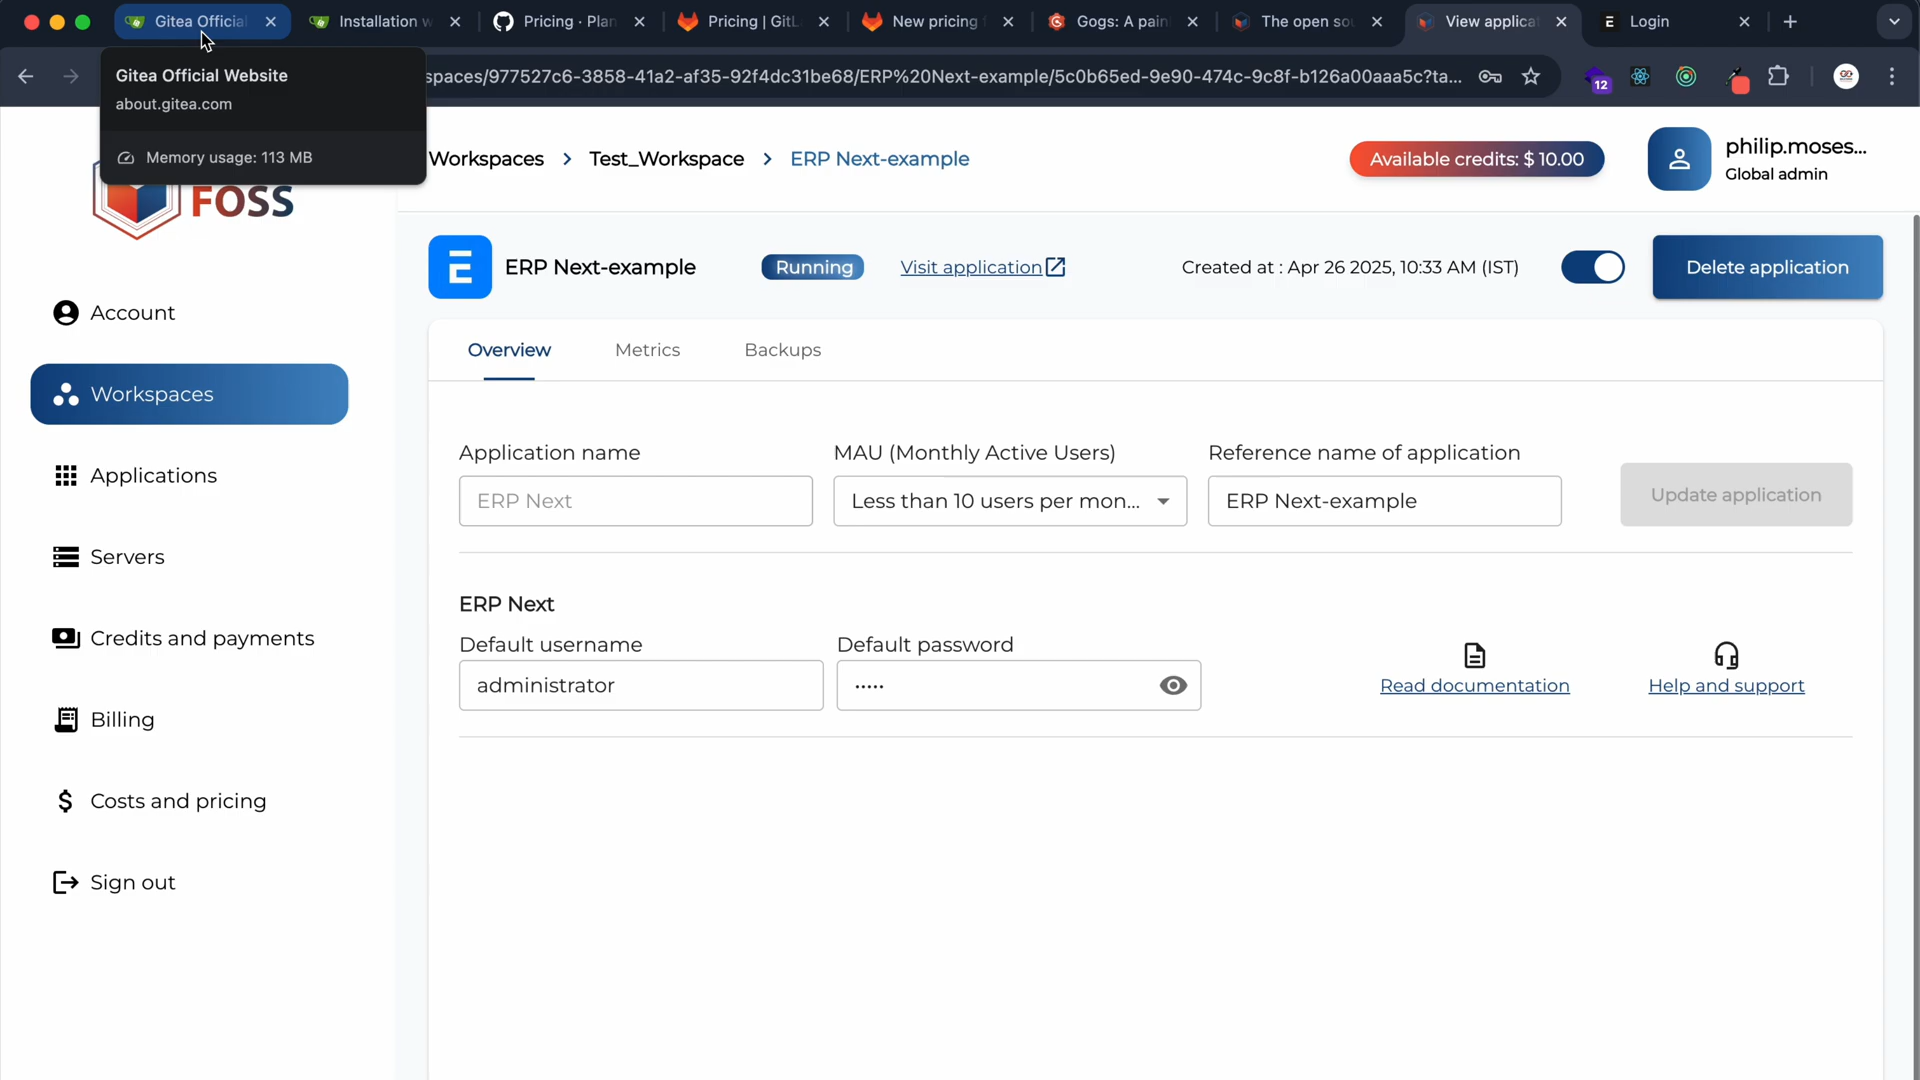 Gitea Official
Installation w
Pricing · Plan
Pricing | GitL
New pricing
Gogs: A pain
The open so
View applica
Login
Gitea Official Website
about.gitea.com
Memory usage: 113 MB
spaces/977527c6-3858-41a2-af35-92f4dc31be68/ERP%20Next-example/5c0b65ed-9e90-474c-9c8f-b126a00aaa5c?ta...
12
FOSS
Workspaces > Test_Workspace > ERP Next-example
Available credits: $ 10.00
philip.moses...
Global admin
ERP Next-example
Running
Visit application
Created at : Apr 26 2025, 10:33 AM (IST)
Delete application
Account
Workspaces
Applications
Servers
Credits and payments
Billing
Costs and pricing
Sign out
Overview
Metrics
Backups
Application name
MAU (Monthly Active Users)
Reference name of application
ERP Next
Less than 10 users per mon...
ERP Next-example
Update application
ERP Next
Default username
Default password
administrator
•••••
Read documentation
Help and support